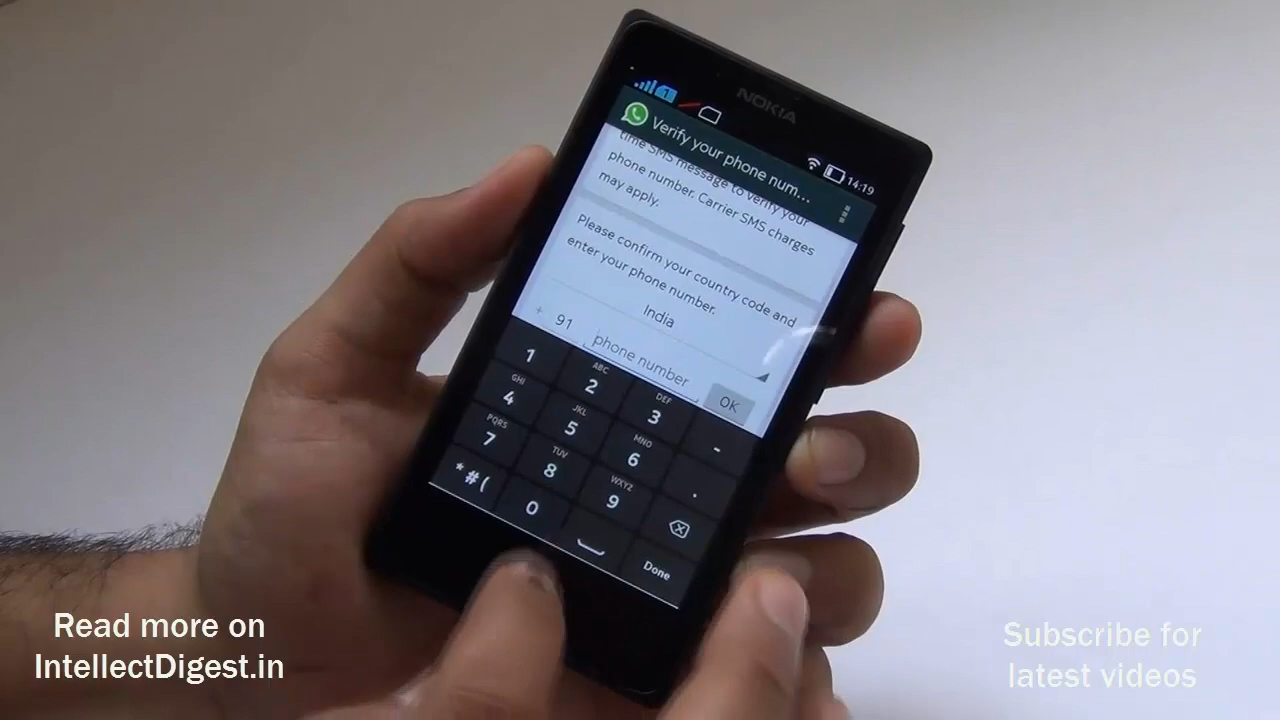 NOKIA
1
14:19
Verify your phone num...
time SMS message to verify your
phone number. Carrier SMS charges
may apply.
Please confirm your country code and
enter your phone number.
India
+ 91
phone number
OK
1
ABC
2
DEF
3
-
GHI
4
JKL
5
MNO
6
.
PQRS
7
TUV
8
WXYZ
9
*#(
0
Done
Read more on
IntellectDigest.in
Subscribe for
latest videos